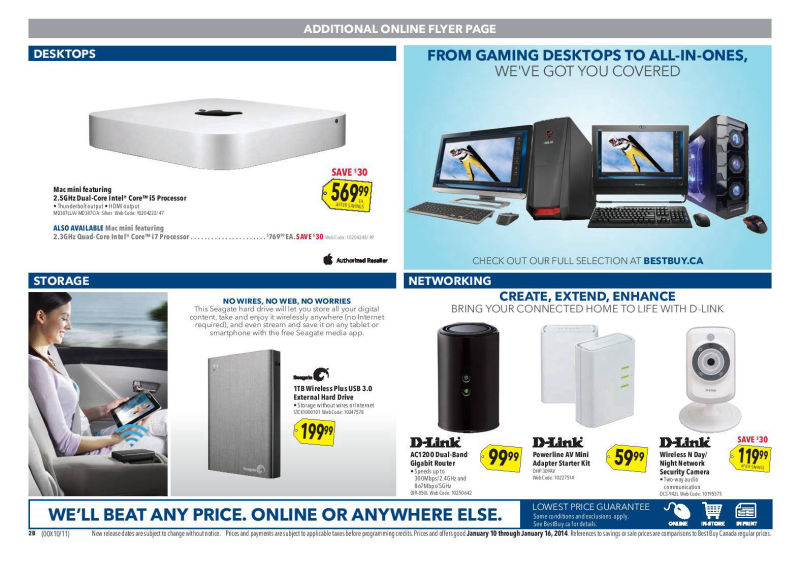 ADDITIONAL ONLINE FLYER PAGE
DESKTOPS
SAVE $30
569.99
EA
AFTER SAVINGS
Mac mini featuring
2.5GHz Dual-Core Intel® Core™ i5 Processor
• Thunderbolt output • HDMI output
MD387LL/A/ MD387C/A Silver Web Code: 10204222/ 47
ALSO AVAILABLE Mac mini featuring
2.3GHz Quad-Core Intel® Core™ i7 Processor ...................... $769.99 EA. SAVE $30 Web Code: 10204248/ 49
Authorized Reseller
FROM GAMING DESKTOPS TO ALL-IN-ONES,
WE'VE GOT YOU COVERED
CHECK OUT OUR FULL SELECTION AT BESTBUY.CA
STORAGE
NO WIRES, NO WEB, NO WORRIES
This Seagate hard drive will let you store all your digital
content, take and enjoy it wirelessly anywhere (no Internet
required), and even stream and save it on any tablet or
smartphone with the free Seagate media app.
Seagate
1TB Wireless Plus USB 3.0
External Hard Drive
• Storage without wires or Internet
STCK1000101 Web Code: 10247578
199.99
Seagate
NETWORKING
CREATE, EXTEND, ENHANCE
BRING YOUR CONNECTED HOME TO LIFE WITH D-LINK
D-Link
AC1200 Dual-Band
Gigabit Router
• Speeds up to
300Mbps/2.4GHz and
867Mbps/5GHz
DIR-850L Web Code: 10250642
99.99
D-Link
Powerline AV Mini
Adapter Starter Kit
DHP-309AV
Web Code: 10227514
59.99
D-Link
Wireless N Day/
Night Network
Security Camera
• Two-way audio
communication
DCS-942L Web Code: 10195575
SAVE $30
119.99
AFTER SAVINGS
WE'LL BEAT ANY PRICE. ONLINE OR ANYWHERE ELSE.
LOWEST PRICE GUARANTEE
Some conditions and exclusions apply.
See BestBuy.ca for details.
ONLINE
IN-STORE
IN PRINT
28 (00X10/11) New release dates are subject to change without notice. Prices and payments are subject to applicable taxes before programming credits. Prices and offers good January 10 through January 16, 2014. References to savings or sale prices are comparisons to Best Buy Canada regular prices.